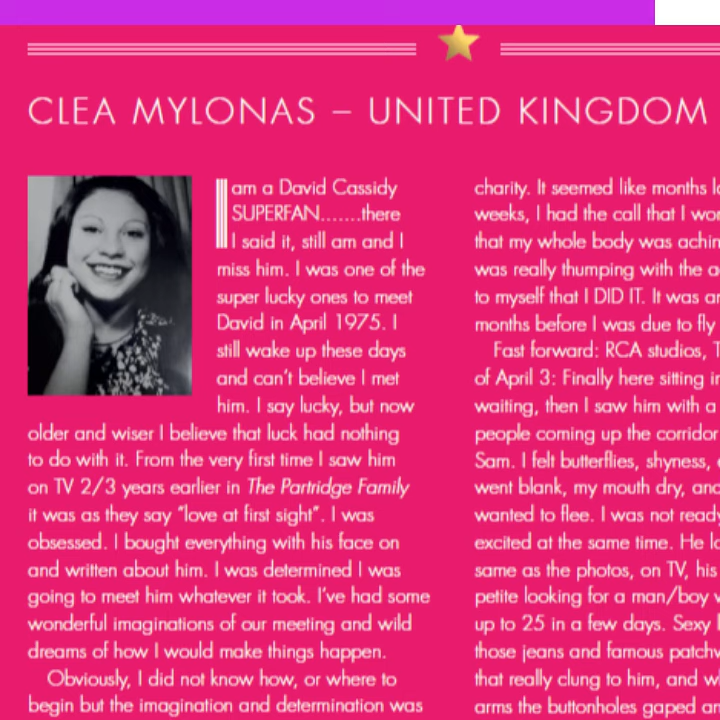 CLEA MYLONAS – UNITED KINGDOM
I am a David Cassidy
SUPERFAN.......there
I said it, still am and I
miss him. I was one of the
super lucky ones to meet
David in April 1975. I
still wake up these days
and can't believe I met
him. I say lucky, but now
older and wiser I believe that luck had nothing
to do with it. From the very first time I saw him
on TV 2/3 years earlier in The Partridge Family
it was as they say "love at first sight". I was
obsessed. I bought everything with his face on
and written about him. I was determined I was
going to meet him whatever it took. I've had some
wonderful imaginations of our meeting and wild
dreams of how I would make things happen.
Obviously, I did not know how, or where to
begin but the imagination and determination was
charity. It seemed like months
weeks, I had the call that I
that my whole body was
was really thumping with the
to myself that I DID IT. It was
months before I was due to fly
Fast forward: RCA studios,
of April 3: Finally here sitting
waiting, then I saw him with a
people coming up the corridor
Sam. I felt butterflies, shyness,
went blank, my mouth dry,
wanted to flee. I was not
excited at the same time. He
same as the photos, on TV, his
petite looking for a man/boy
up to 25 in a few days. Sexy
those jeans and famous
that really clung to him, and
arms the buttonholes gaped